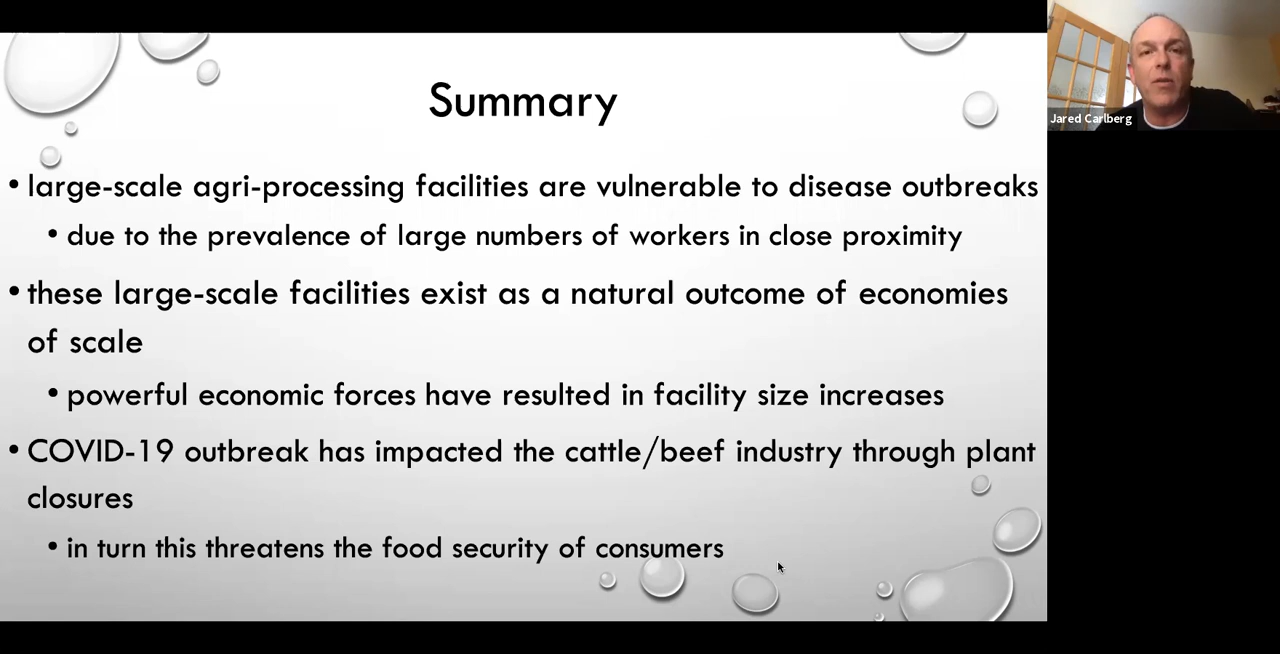 Summary
• large-scale agri-processing facilities are vulnerable to disease outbreaks
• due to the prevalence of large numbers of workers in close proximity
• these large-scale facilities exist as a natural outcome of economies
of scale
• powerful economic forces have resulted in facility size increases
• COVID-19 outbreak has impacted the cattle/beef industry through plant
closures
• in turn this threatens the food security of consumers
Jared Carlberg